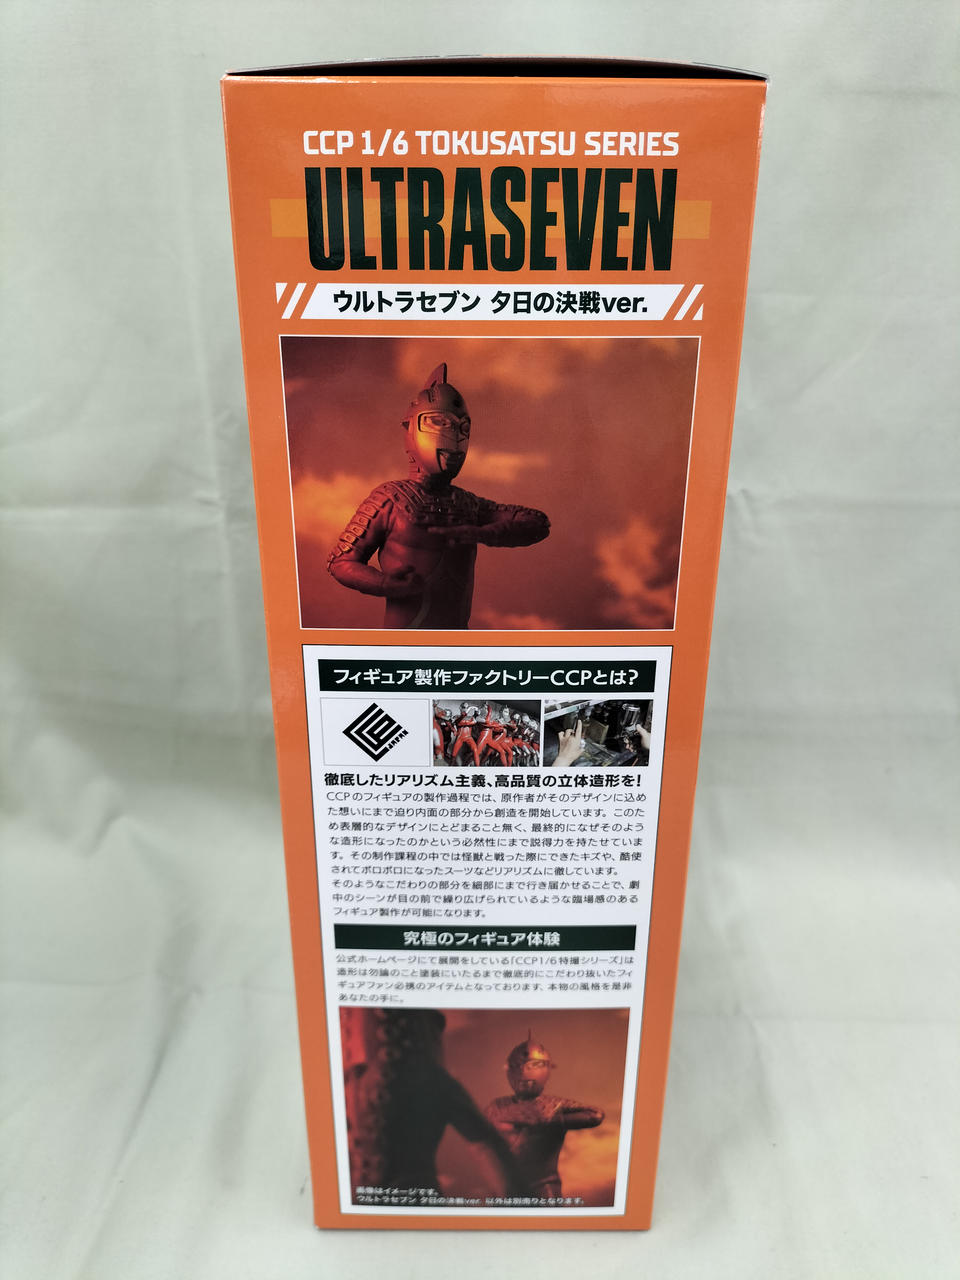 CCP 1/6 TOKUSATSU SERIES
ULTRASEVEN
ウルトラセブン 夕日の決戦ver.
フィギュア製作ファクトリーCCPとは?
JAPAN
徹底したリアリズム主義、高品質の立体造形を!
CCPのフィギュアの製作過程では、原作者がそのデザインに込め
た想いにまで迫り内面の部分から創造を開始しています。このた
め表層的なデザインにとどまること無く、最終的になぜそのよう
な造形になったのかという必然性にまで説得力を持たせていま
す。その制作課程の中では怪獣と戦った際にできたキズや、酷使
されてボロボロになったスーツなどリアリズムに徹しています。
そのようなこだわりの部分を細部にまで行き届かせることで、劇
中のシーンが目の前で繰り広げられているような臨場感のある
フィギュア製作が可能になります。
究極のフィギュア体験
公式ホームページにて展開をしている「CCP1/6特撮シリーズ」は
造形は勿論のこと塗装にいたるまで徹底的にこだわり抜いたフィ
ギュアファン必携のアイテムとなっております、本物の風格を是非
あなたの手に。
画像はイメージです。
ウルトラセブン 夕日の決戦ver. 以外は別売りとなります。